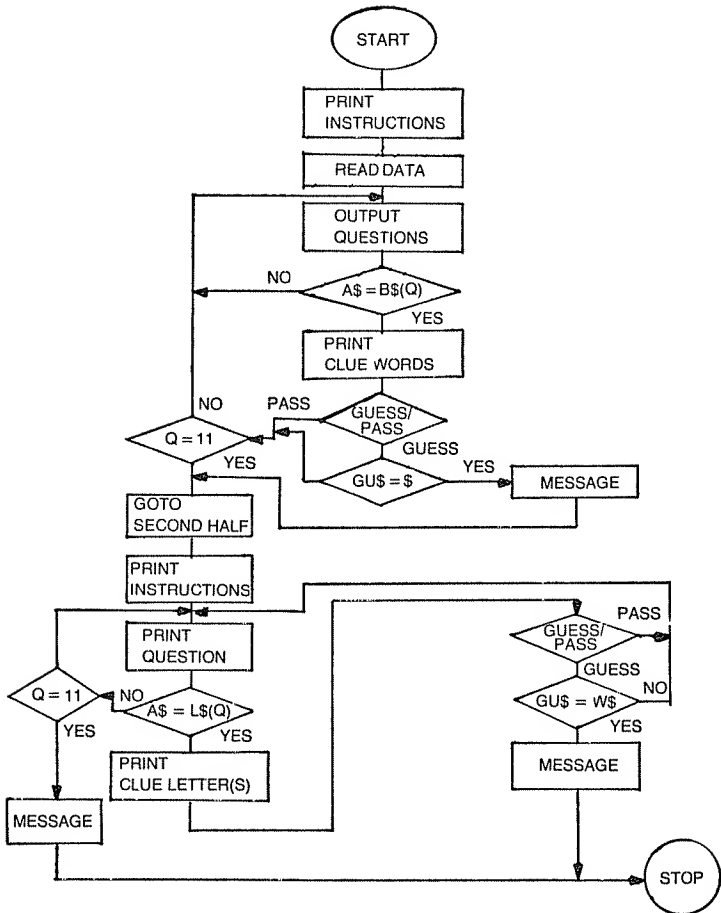 START
PRINT
INSTRUCTIONS
READ DATA
OUTPUT
QUESTIONS
NO
A$ = B$(Q)
YES
PRINT
CLUE WORDS
NO
PASS
GUESS/
PASS
Q = 11
GUESS
YES
GU$ = $
YES
MESSAGE
GOTO
SECOND HALF
PRINT
INSTRUCTIONS
PRINT
QUESTION
GUESS/
PASS
PASS
GUESS
Q = 11
NO
A$ = L$(Q)
GU$ = W$
NO
YES
YES
YES
PRINT
CLUE LETTER(S)
MESSAGE
MESSAGE
STOP